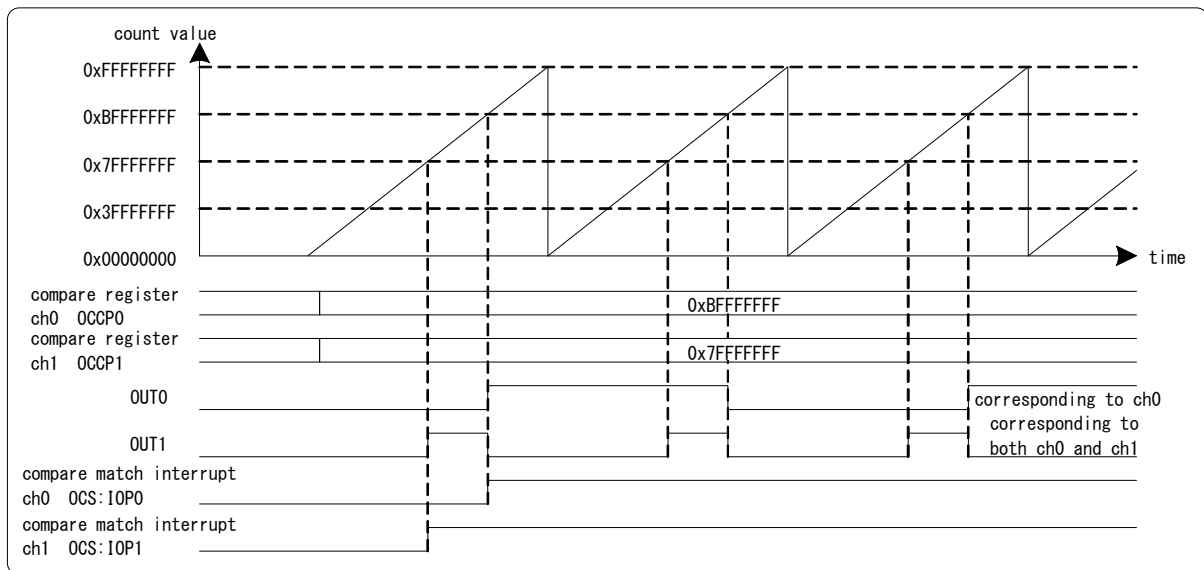 count value
0xFFFFFFFF
0xBFFFFFFF
0x7FFFFFFF
0x3FFFFFFF
0x00000000
time
compare register
ch0 OCCP0
0xBFFFFFFF
compare register
ch1 OCCP1
0x7FFFFFFF
OUT0
corresponding to ch0
OUT1
corresponding to
both ch0 and ch1
compare match interrupt
ch0 OCS:IOP0
compare match interrupt
ch1 OCS:IOP1